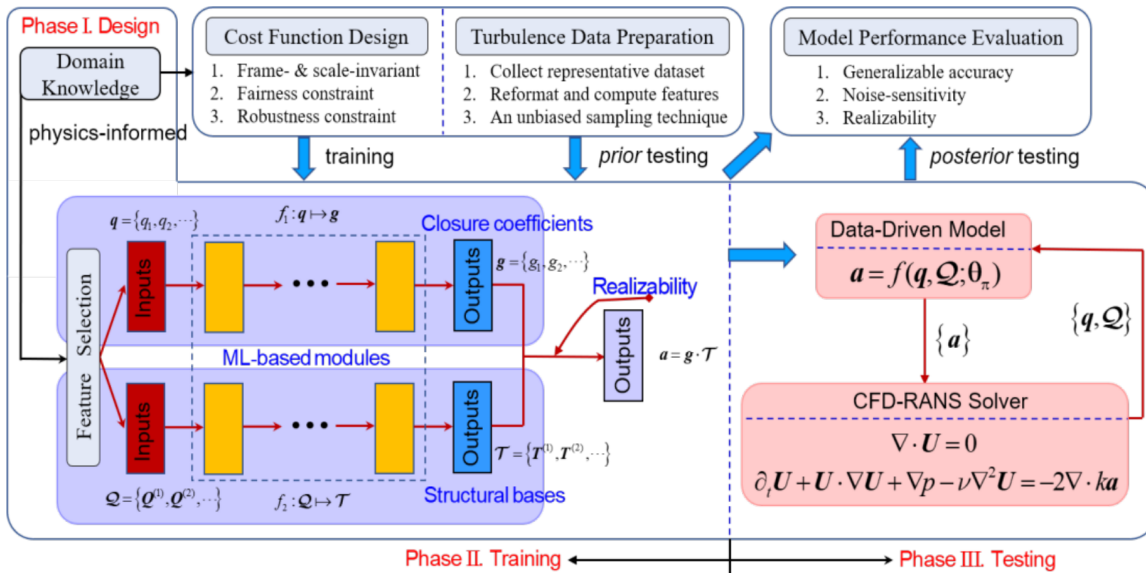 Phase I. Design
Domain
Knowledge
physics-informed
Cost Function Design
1. Frame- & scale-invariant
2. Fairness constraint
3. Robustness constraint
Turbulence Data Preparation
1. Collect representative dataset
2. Reformat and compute features
3. An unbiased sampling technique
Model Performance Evaluation
1. Generalizable accuracy
2. Noise-sensitivity
3. Realizability
training
prior testing
posterior testing
q = {q₁, q₂, ⋯}
f₁ : q ↦ g
Closure coefficients
g = {g₁, g₂, ⋯}
Feature Selection
Inputs
•••
Outputs
Realizability
ML-based modules
Outputs
a = g · 𝒯
Inputs
•••
Outputs
𝒯 = {T⁽¹⁾, T⁽²⁾, ⋯}
𝒬 = {Q⁽¹⁾, Q⁽²⁾, ⋯}
f₂ : 𝒬 ↦ 𝒯
Structural bases
Data-Driven Model
a = f(q, 𝒬; θ_π)
{a}
{q, 𝒬}
CFD-RANS Solver
∇ · U = 0
∂ₜU + U · ∇U + ∇p − ν∇²U = −2∇ · ka
Phase II. Training
Phase III. Testing